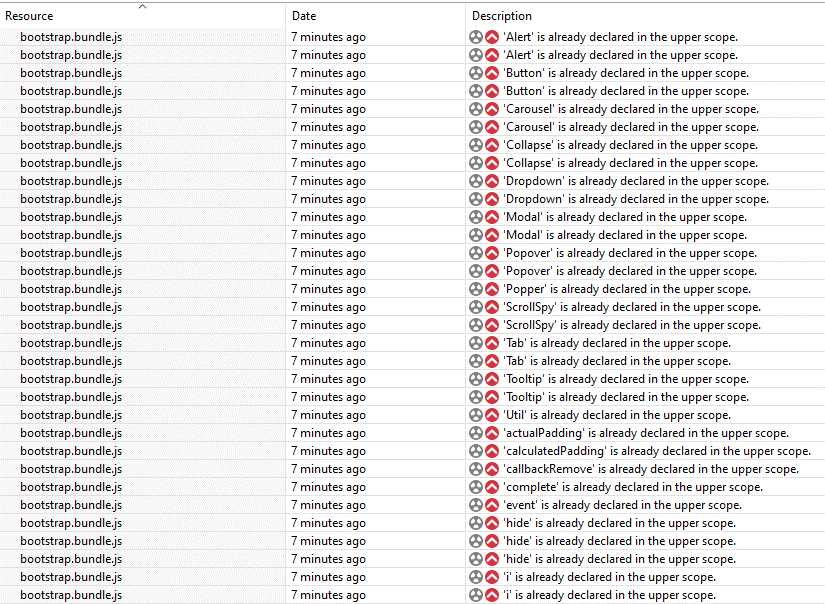 Resource Date Description
bootstrap.bundle.js 7 minutes ago 'Alert' is already declared in the upper scope.
bootstrap.bundle.js 7 minutes ago 'Alert' is already declared in the upper scope.
bootstrap.bundle.js 7 minutes ago 'Button' is already declared in the upper scope.
bootstrap.bundle.js 7 minutes ago 'Button' is already declared in the upper scope.
bootstrap.bundle.js 7 minutes ago 'Carousel' is already declared in the upper scope.
bootstrap.bundle.js 7 minutes ago 'Carousel' is already declared in the upper scope.
bootstrap.bundle.js 7 minutes ago 'Collapse' is already declared in the upper scope.
bootstrap.bundle.js 7 minutes ago 'Collapse' is already declared in the upper scope.
bootstrap.bundle.js 7 minutes ago 'Dropdown' is already declared in the upper scope.
bootstrap.bundle.js 7 minutes ago 'Dropdown' is already declared in the upper scope.
bootstrap.bundle.js 7 minutes ago 'Modal' is already declared in the upper scope.
bootstrap.bundle.js 7 minutes ago 'Modal' is already declared in the upper scope.
bootstrap.bundle.js 7 minutes ago 'Popover' is already declared in the upper scope.
bootstrap.bundle.js 7 minutes ago 'Popover' is already declared in the upper scope.
bootstrap.bundle.js 7 minutes ago 'Popper' is already declared in the upper scope.
bootstrap.bundle.js 7 minutes ago 'ScrollSpy' is already declared in the upper scope.
bootstrap.bundle.js 7 minutes ago 'ScrollSpy' is already declared in the upper scope.
bootstrap.bundle.js 7 minutes ago 'Tab' is already declared in the upper scope.
bootstrap.bundle.js 7 minutes ago 'Tab' is already declared in the upper scope.
bootstrap.bundle.js 7 minutes ago 'Tooltip' is already declared in the upper scope.
bootstrap.bundle.js 7 minutes ago 'Tooltip' is already declared in the upper scope.
bootstrap.bundle.js 7 minutes ago 'Util' is already declared in the upper scope.
bootstrap.bundle.js 7 minutes ago 'actualPadding' is already declared in the upper scope.
bootstrap.bundle.js 7 minutes ago 'calculatedPadding' is already declared in the upper scope.
bootstrap.bundle.js 7 minutes ago 'callbackRemove' is already declared in the upper scope.
bootstrap.bundle.js 7 minutes ago 'complete' is already declared in the upper scope.
bootstrap.bundle.js 7 minutes ago 'event' is already declared in the upper scope.
bootstrap.bundle.js 7 minutes ago 'hide' is already declared in the upper scope.
bootstrap.bundle.js 7 minutes ago 'hide' is already declared in the upper scope.
bootstrap.bundle.js 7 minutes ago 'hide' is already declared in the upper scope.
bootstrap.bundle.js 7 minutes ago 'i' is already declared in the upper scope.
bootstrap.bundle.js 7 minutes ago 'i' is already declared in the upper scope.